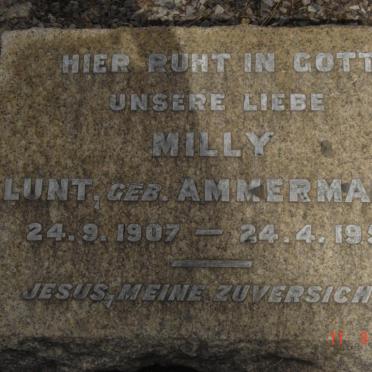 HIER RUHT IN GOTT
UNSERE LIEBE
MILLY
LUNT, GEB. AMMERMA
24.9.1907 — 24.4.19
JESUS, MEINE ZUVERSICH
11